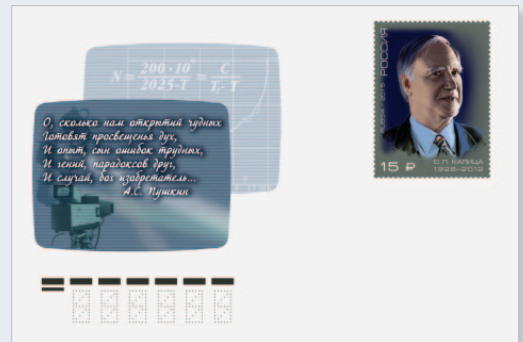 N = 200·10⁹ / 2025-T = C / T₁-T
О, сколько нам открытий чудных
Готовят просвещенья дух,
И опыт, сын ошибок трудных,
И гений, парадоксов друг,
И случай, бог изобретатель...
А.С. Пушкин
РОССИЯ
15 ₽
С.П. КАПИЦА
1928–2012